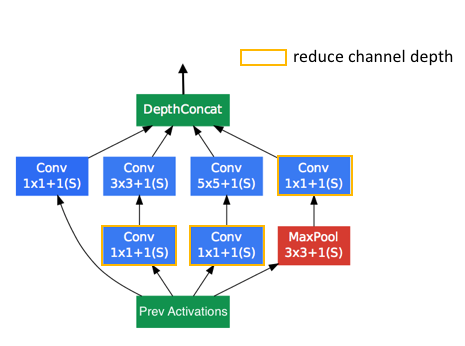 reduce channel depth
DepthConcat
Conv
1x1+1(S)
Conv
3x3+1(S)
Conv
5x5+1(S)
Conv
1x1+1(S)
Conv
1x1+1(S)
Conv
1x1+1(S)
MaxPool
3x3+1(S)
Prev Activations